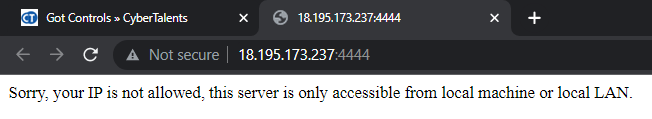 Got Controls » CyberTalents
18.195.173.237:4444
Not secure | 18.195.173.237:4444
Sorry, your IP is not allowed, this server is only accessible from local machine or local LAN.